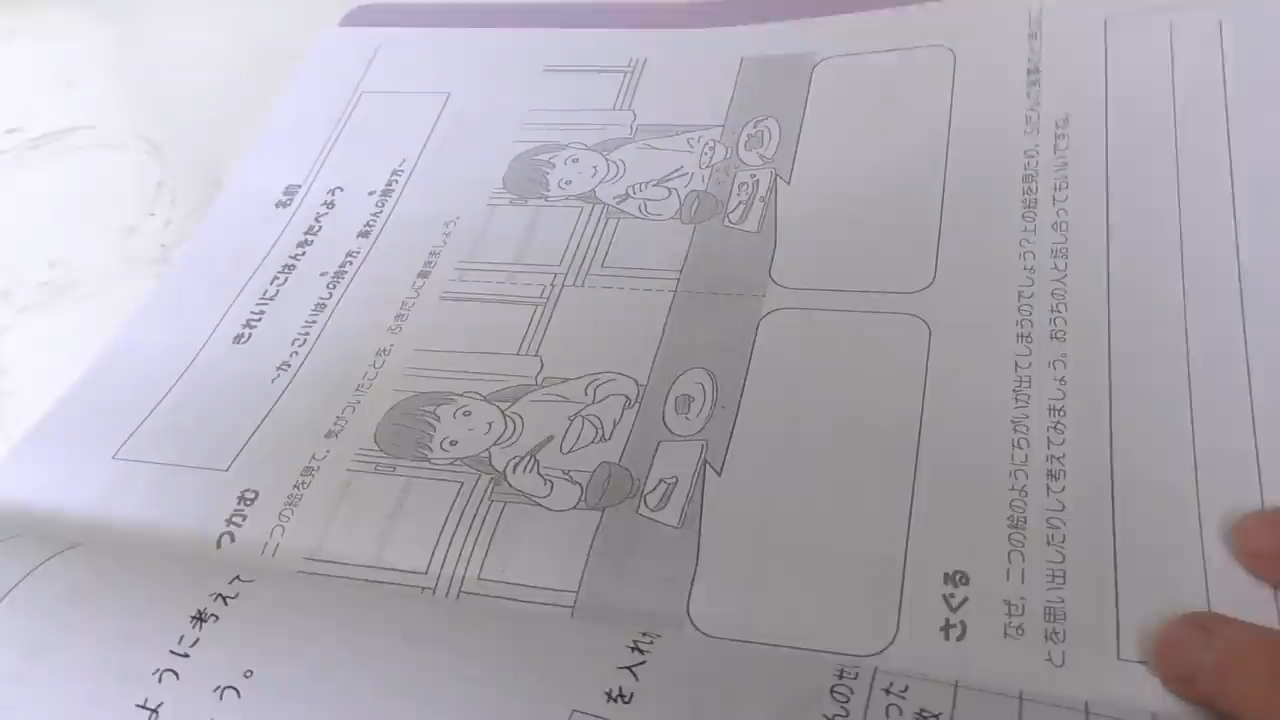 名前
きれいにごはんをたべよう
~かっこいいはしの持ち方、茶わんの持ち方~
つかむ
二つの絵を見て、気がついたことを、ふきだしに書きましょう。
さぐる
なぜ、二つの絵のようにちがいが出てしまうのでしょう?上の絵を見たり、
とを思い出したりして考えてみましょう。おうちの人と話し合ってもいいですね。
ように考えて
う。
を入れ
んのせ
った